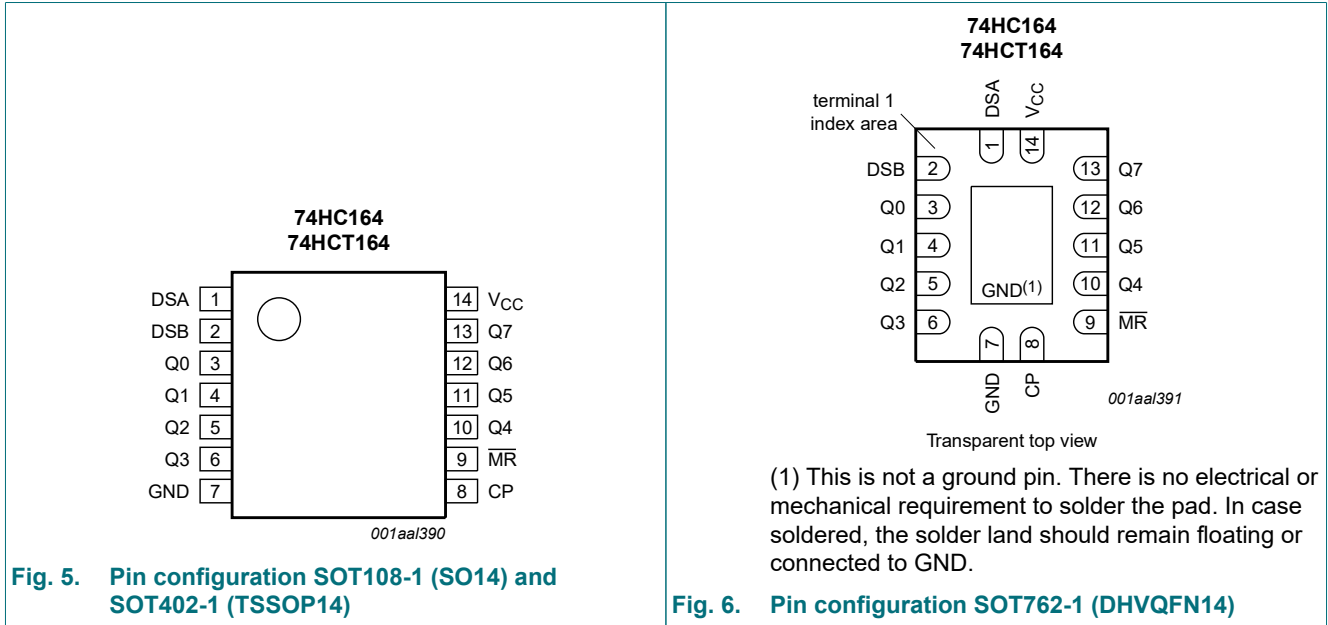 74HC164
74HCT164
DSA 1
DSB 2
Q0 3
Q1 4
Q2 5
Q3 6
GND 7
14 VCC
13 Q7
12 Q6
11 Q5
10 Q4
9 M̅R̅
8 CP
001aal390
Fig. 5. Pin configuration SOT108-1 (SO14) and
SOT402-1 (TSSOP14)
74HC164
74HCT164
terminal 1
index area
DSA
VCC
1
14
DSB 2
Q0 3
Q1 4
Q2 5
Q3 6
13 Q7
12 Q6
11 Q5
10 Q4
9 M̅R̅
GND(1)
7
8
GND
CP
001aal391
Transparent top view
(1) This is not a ground pin. There is no electrical or
mechanical requirement to solder the pad. In case
soldered, the solder land should remain floating or
connected to GND.
Fig. 6. Pin configuration SOT762-1 (DHVQFN14)